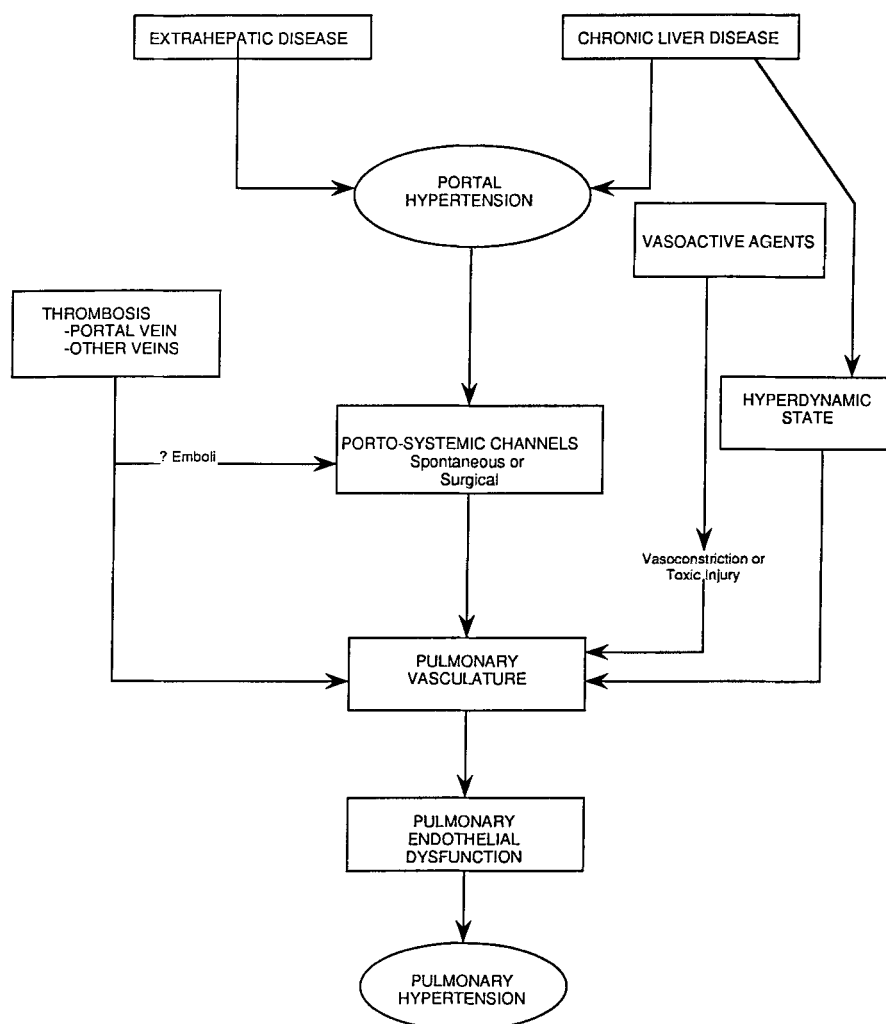 EXTRAHEPATIC DISEASE
CHRONIC LIVER DISEASE
PORTAL
HYPERTENSION
VASOACTIVE AGENTS
THROMBOSIS
-PORTAL VEIN
-OTHER VEINS
HYPERDYNAMIC
STATE
PORTO-SYSTEMIC CHANNELS
Spontaneous or
Surgical
? Emboli
Vasoconstriction or
Toxic Injury
PULMONARY
VASCULATURE
PULMONARY
ENDOTHELIAL
DYSFUNCTION
PULMONARY
HYPERTENSION